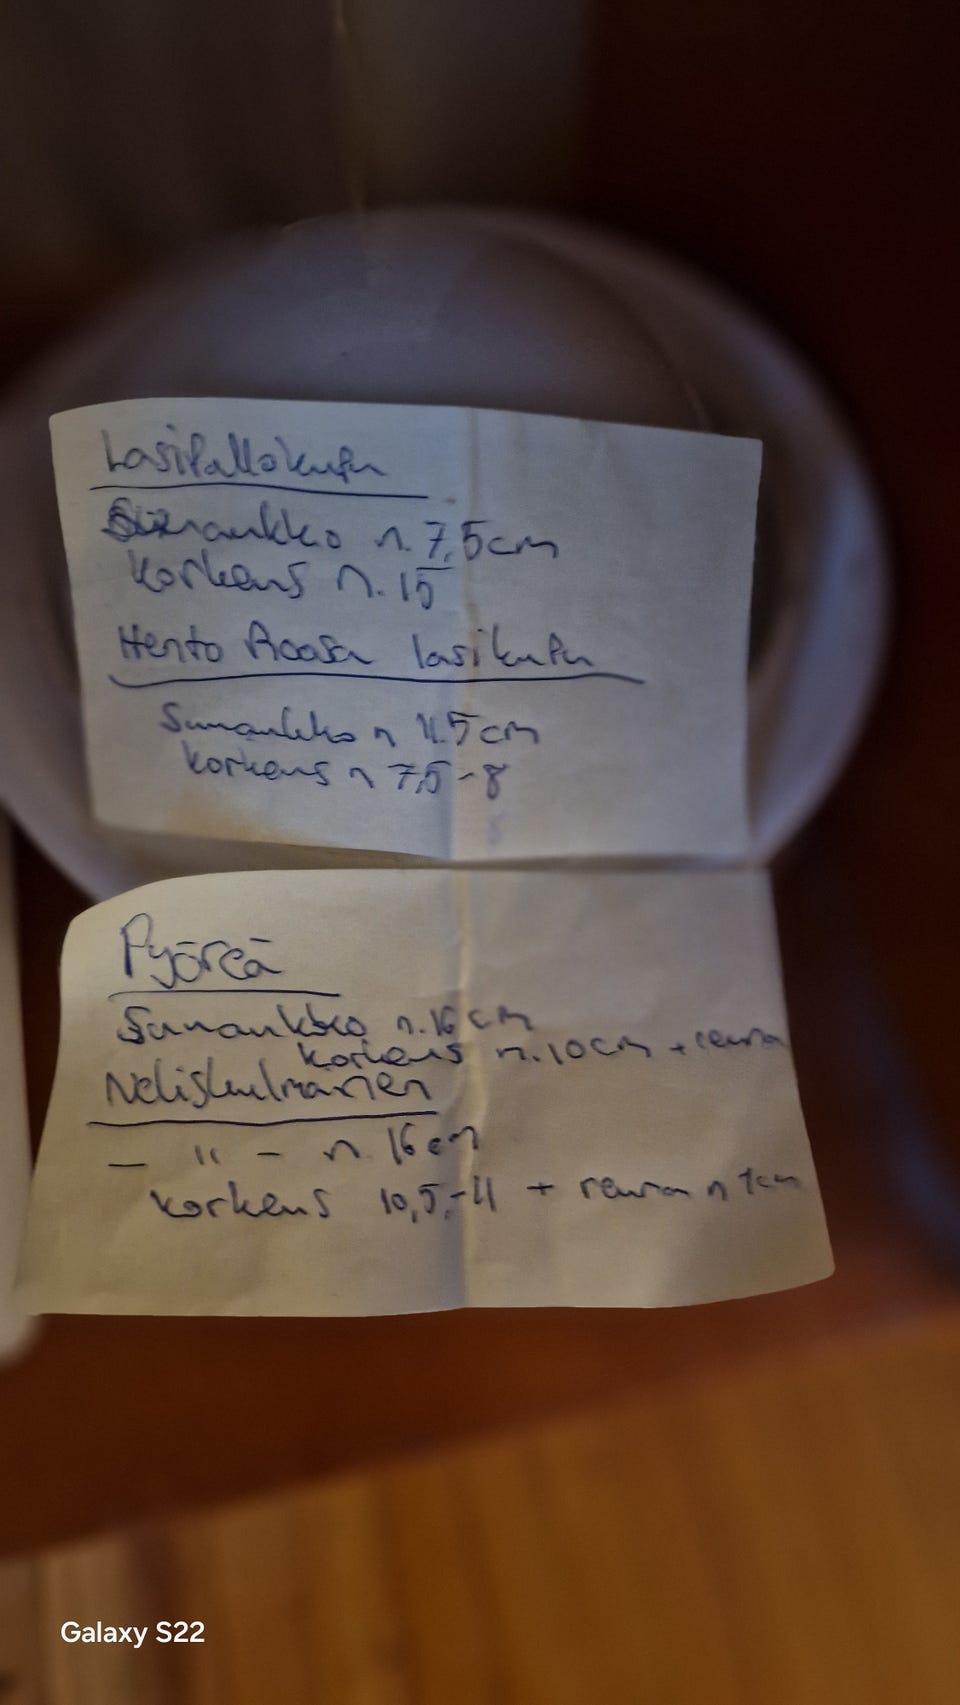 Lasipallokupu
Suuaukko n. 7,5cm
Korkeus n. 15
Hento Roosa lasikupu
Suuaukko n 11.5cm
Korkeus n 7,5-8
Pyöreä
Suuaukko n. 16 cm
Korkeus n. 10cm + reuna
Neliskulmainen
- " - n. 16cm
Korkeus 10,5-11 + reuna n 1cm
Galaxy S22